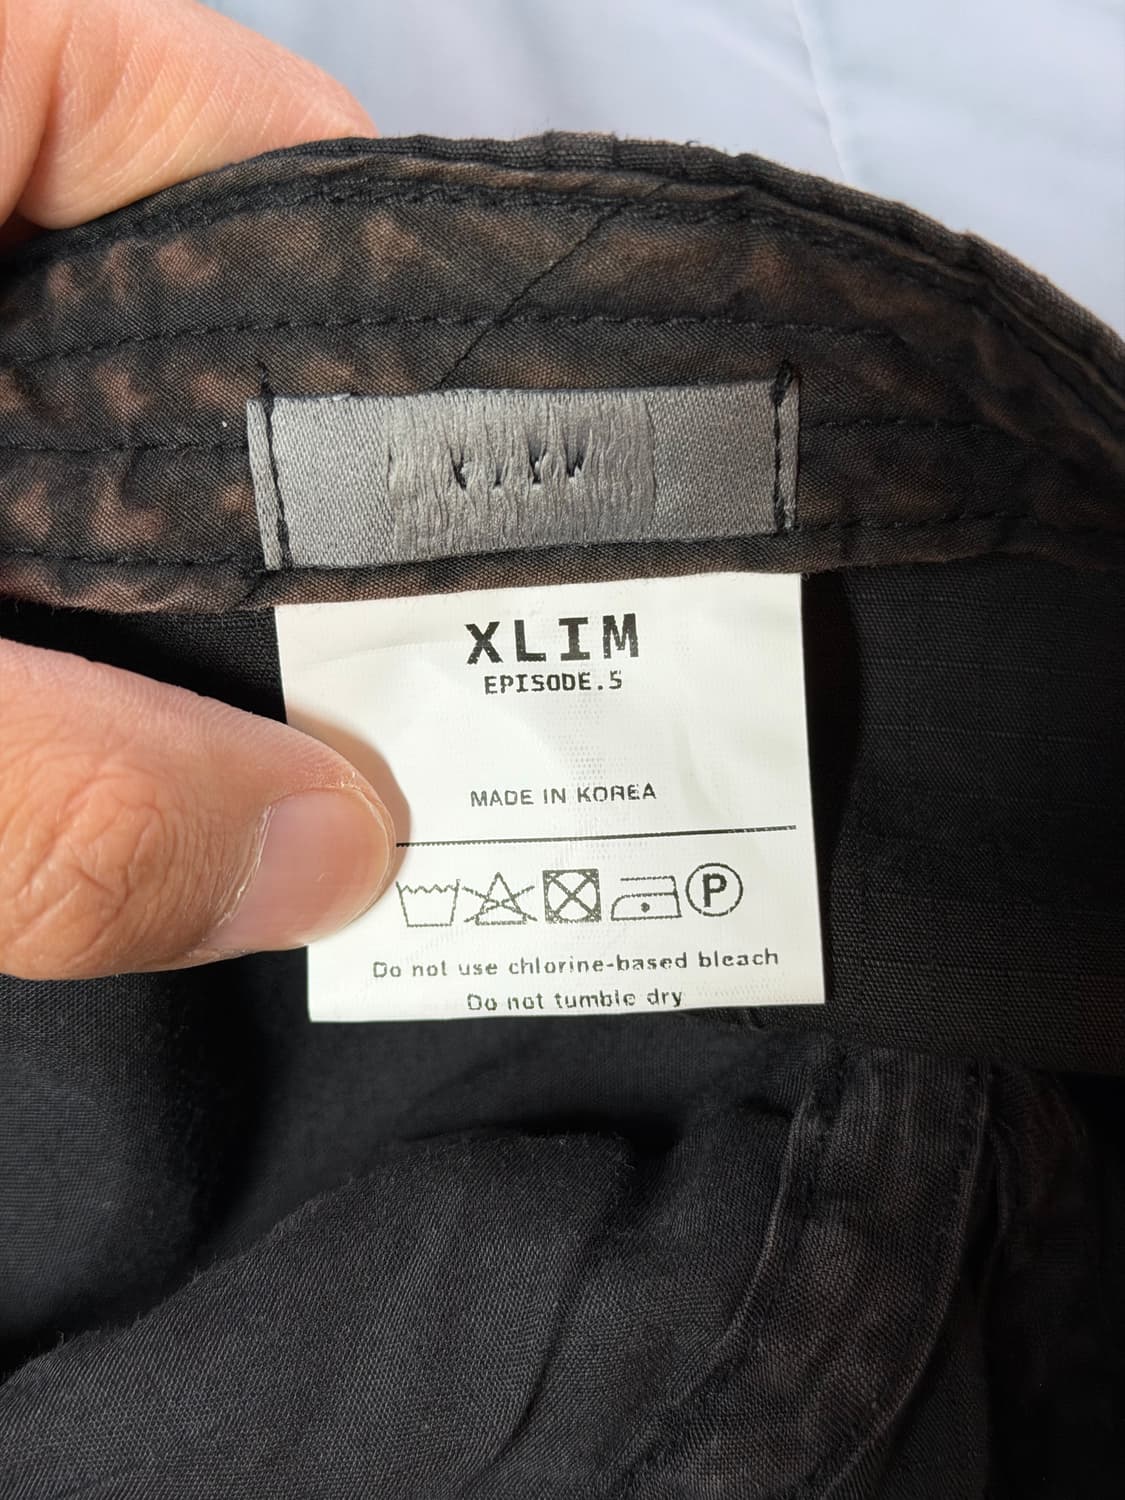 XLIM
EPISODE.5
MADE IN KOREA
P
Do not use chlorine-based bleach
Do not tumble dry